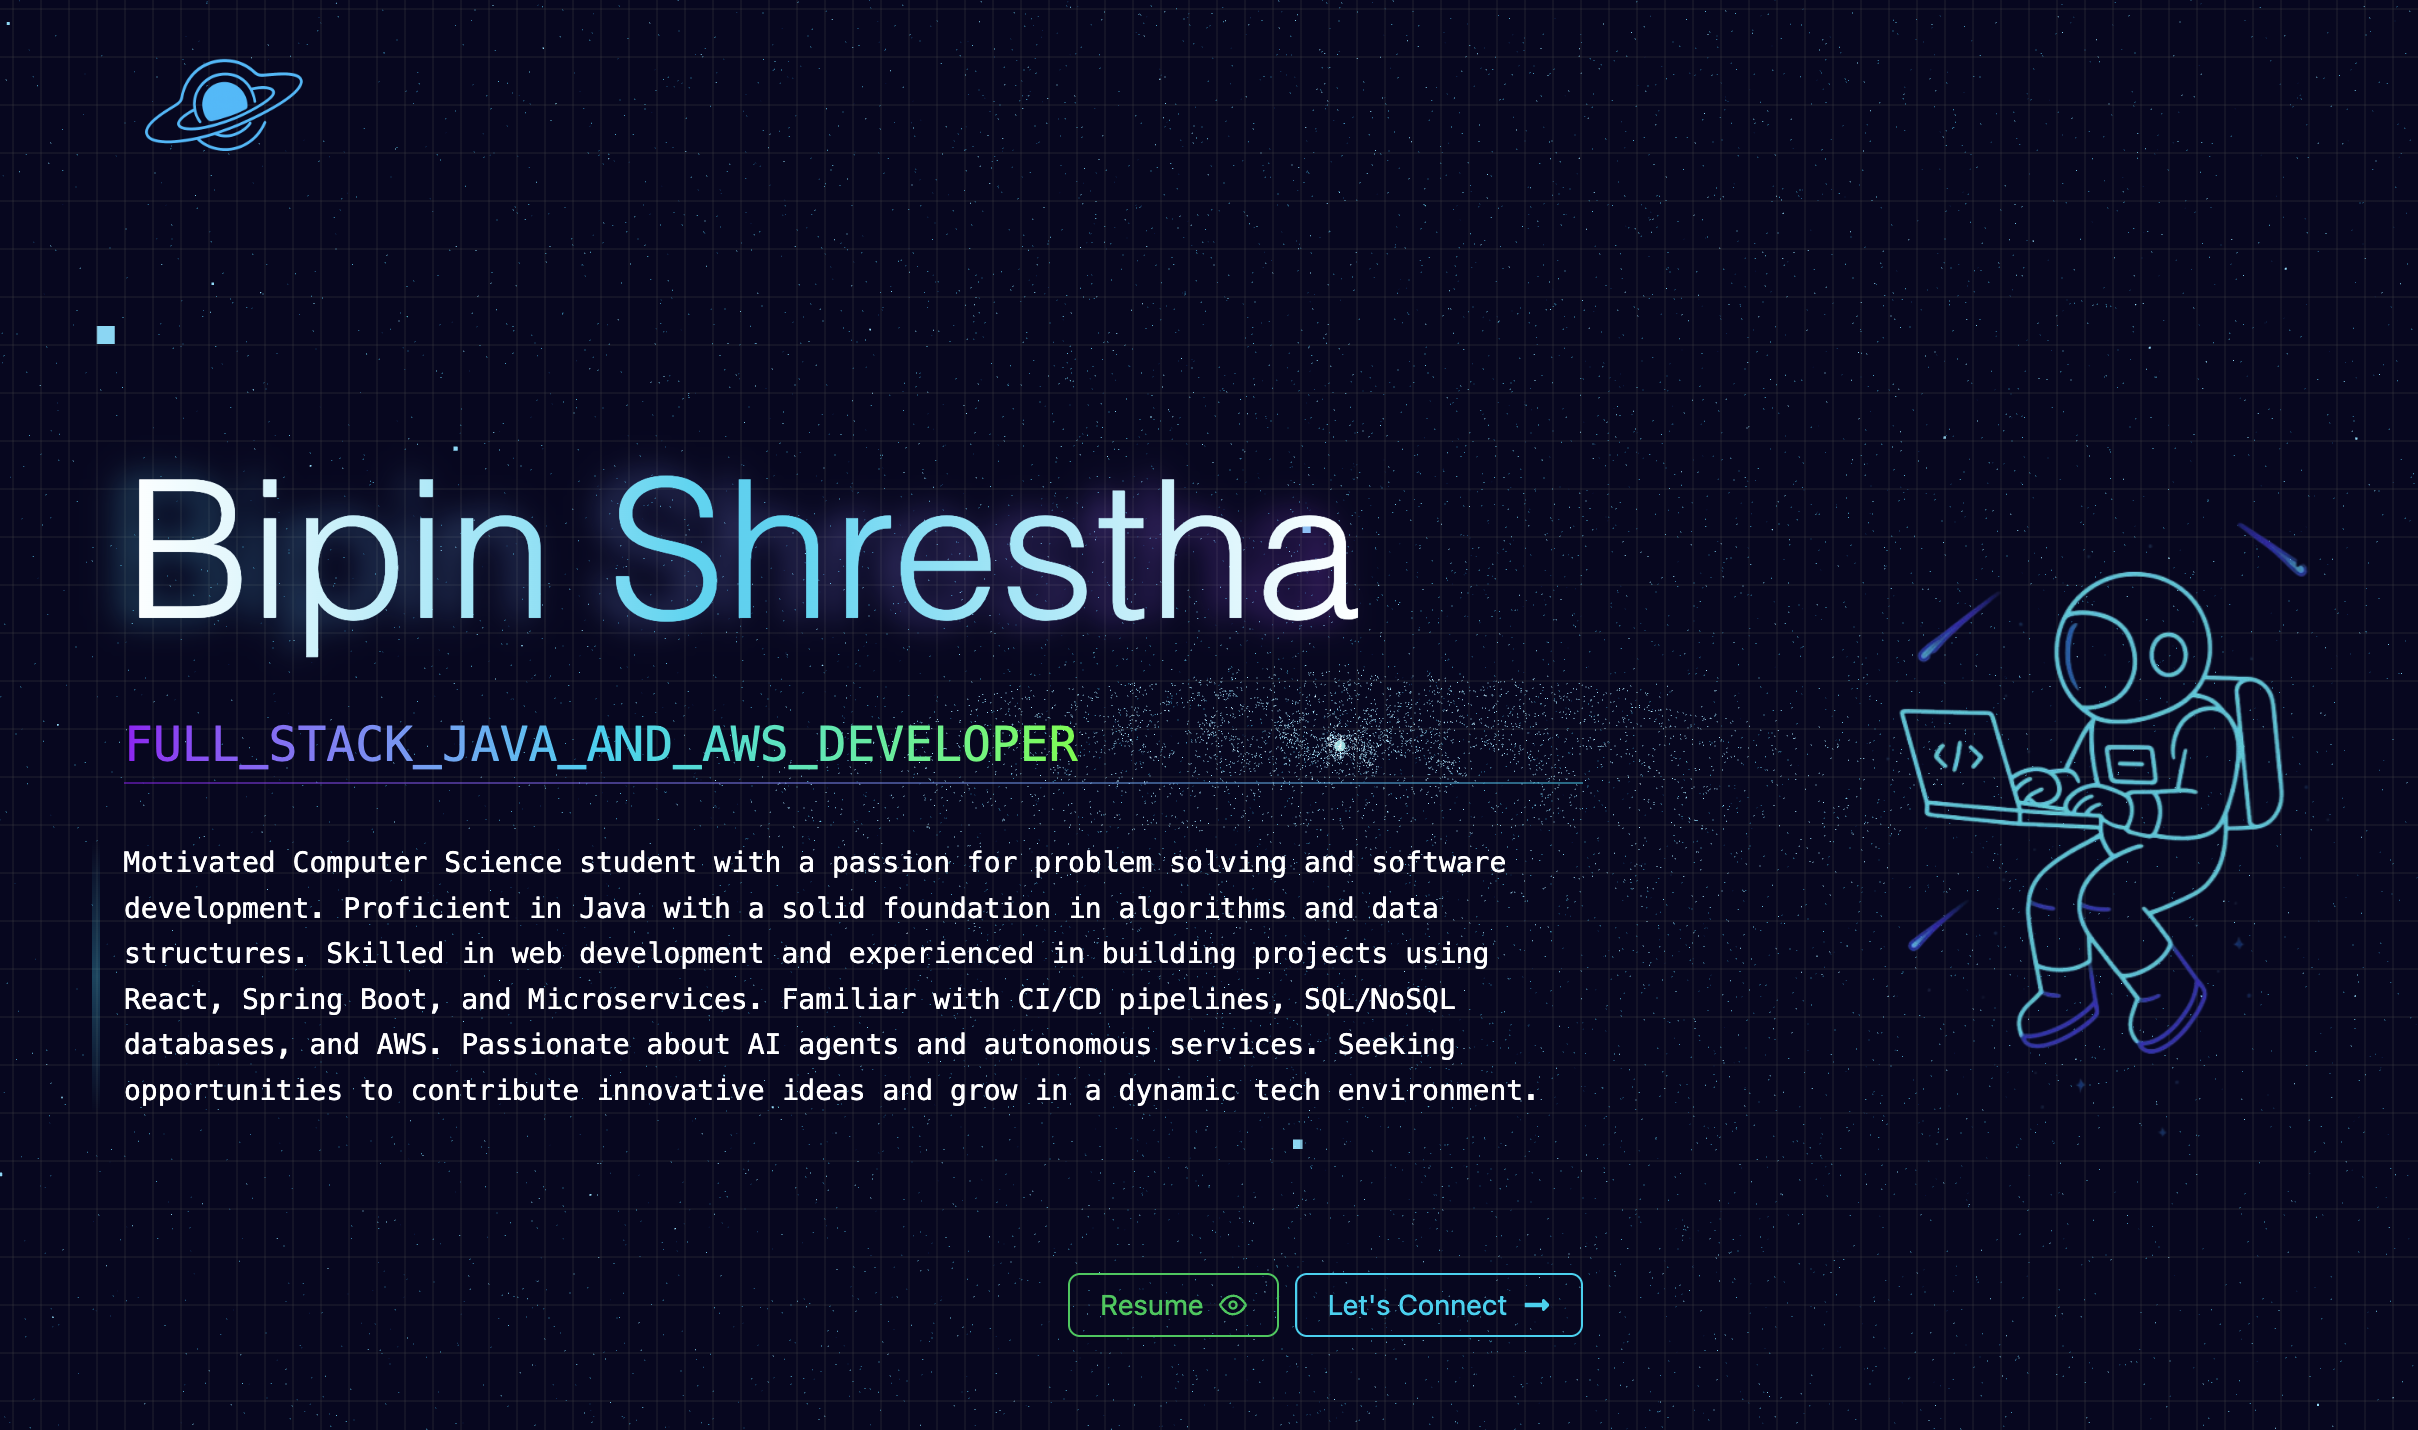 Bipin Shrestha
FULL_STACK_JAVA_AND_AWS_DEVELOPER
Motivated Computer Science student with a passion for problem solving and software
development. Proficient in Java with a solid foundation in algorithms and data
structures. Skilled in web development and experienced in building projects using
React, Spring Boot, and Microservices. Familiar with CI/CD pipelines, SQL/NoSQL
databases, and AWS. Passionate about AI agents and autonomous services. Seeking
opportunities to contribute innovative ideas and grow in a dynamic tech environment.
</>
Resume
Let's Connect